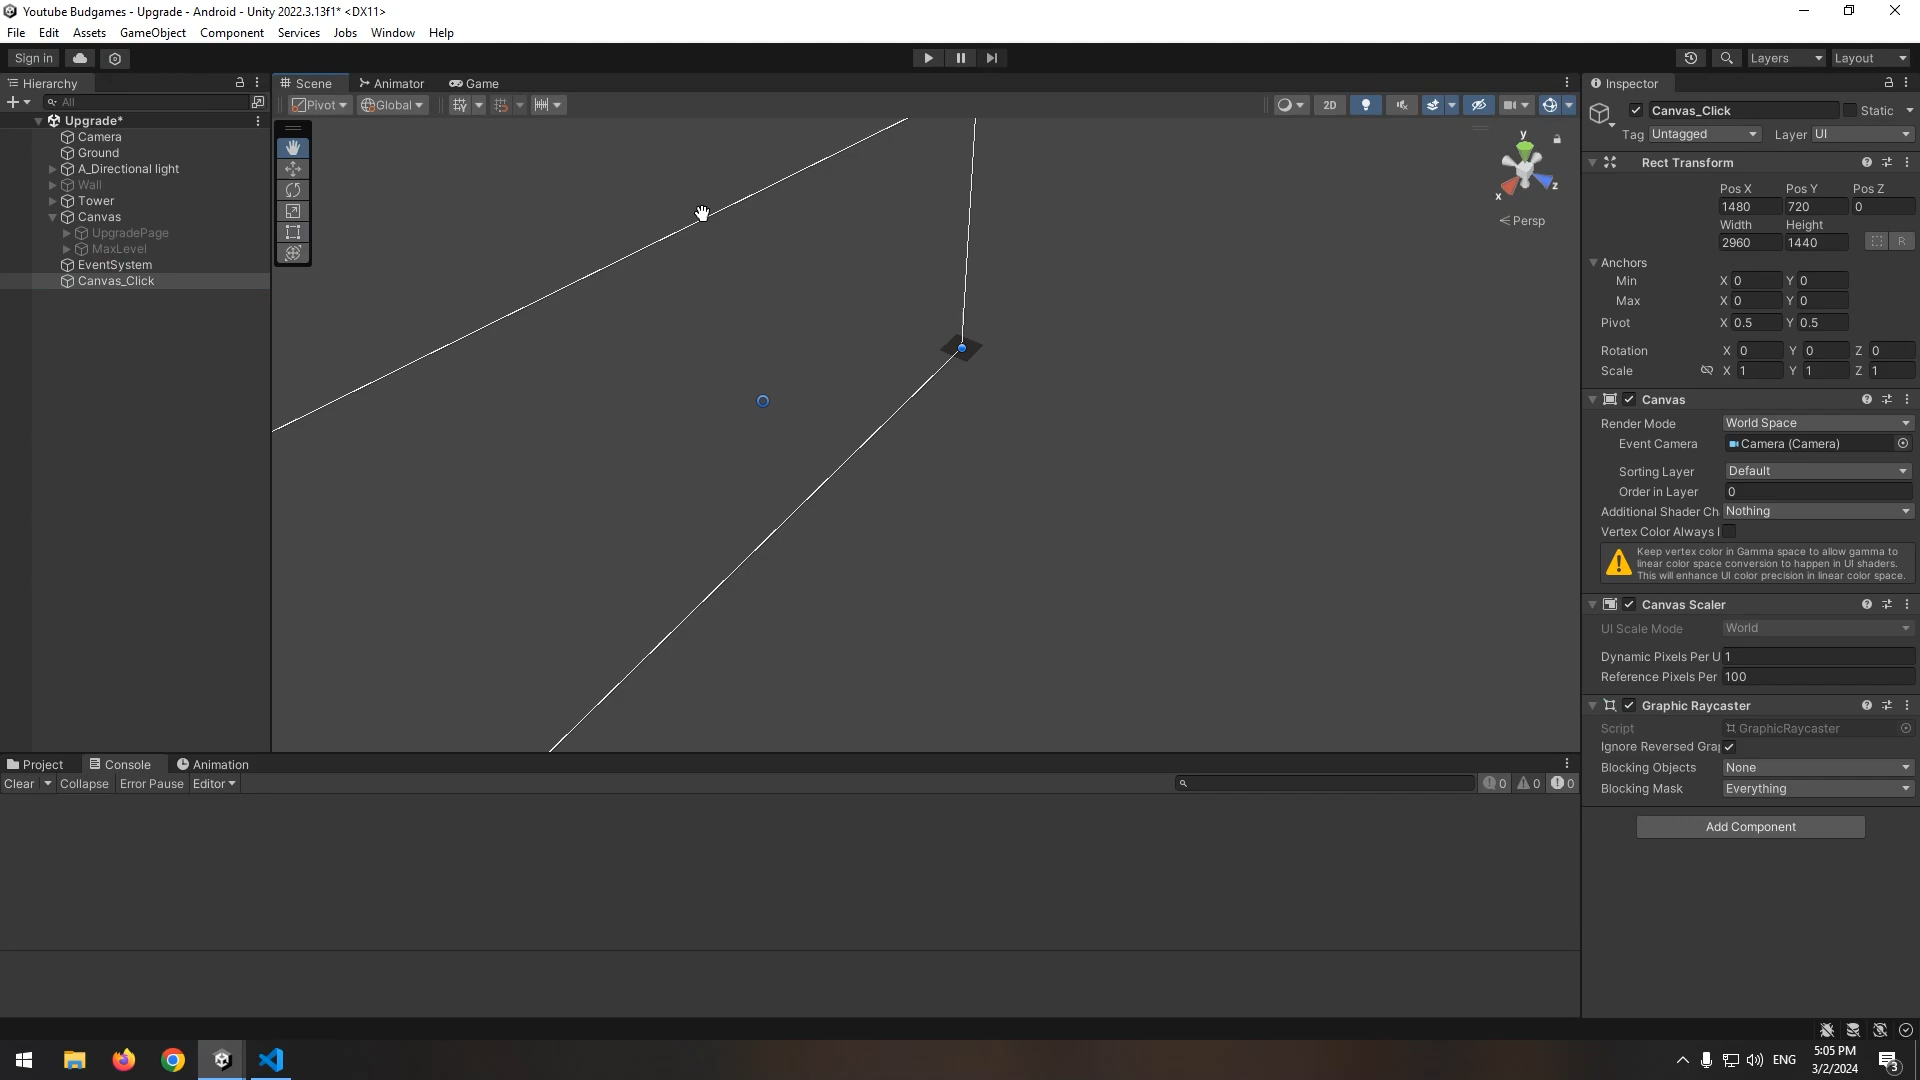 Youtube Budgames - Upgrade - Android - Unity 2022.3.13f1* <DX11>
File Edit Assets GameObject Component Services Jobs Window Help
Sign in
Layers
Layout
Hierarchy
All
Upgrade*
Camera
Ground
A_Directional light
Wall
Tower
Canvas
UpgradePage
MaxLevel
EventSystem
Canvas_Click
Scene
Animator
Game
Pivot
Global
2D
y
x
z
Persp
Inspector
Canvas_Click
Static
Tag Untagged
Layer UI
Rect Transform
Pos X Pos Y Pos Z
1480 720 0
Width Height
2960 1440
R
Anchors
Min X 0 Y 0
Max X 0 Y 0
Pivot X 0.5 Y 0.5
Rotation X 0 Y 0 Z 0
Scale X 1 Y 1 Z 1
Canvas
Render Mode World Space
Event Camera Camera (Camera)
Sorting Layer Default
Order in Layer 0
Additional Shader Ch Nothing
Vertex Color Always I
Keep vertex color in Gamma space to allow gamma to
linear color space conversion to happen in UI shaders.
This will enhance UI color precision in linear color space.
Canvas Scaler
UI Scale Mode World
Dynamic Pixels Per U 1
Reference Pixels Per 100
Graphic Raycaster
Script GraphicRaycaster
Ignore Reversed Grap
Blocking Objects None
Blocking Mask Everything
Add Component
Project
Console
Animation
Clear Collapse Error Pause Editor
0 0 0
ENG
5:05 PM
3/2/2024
3